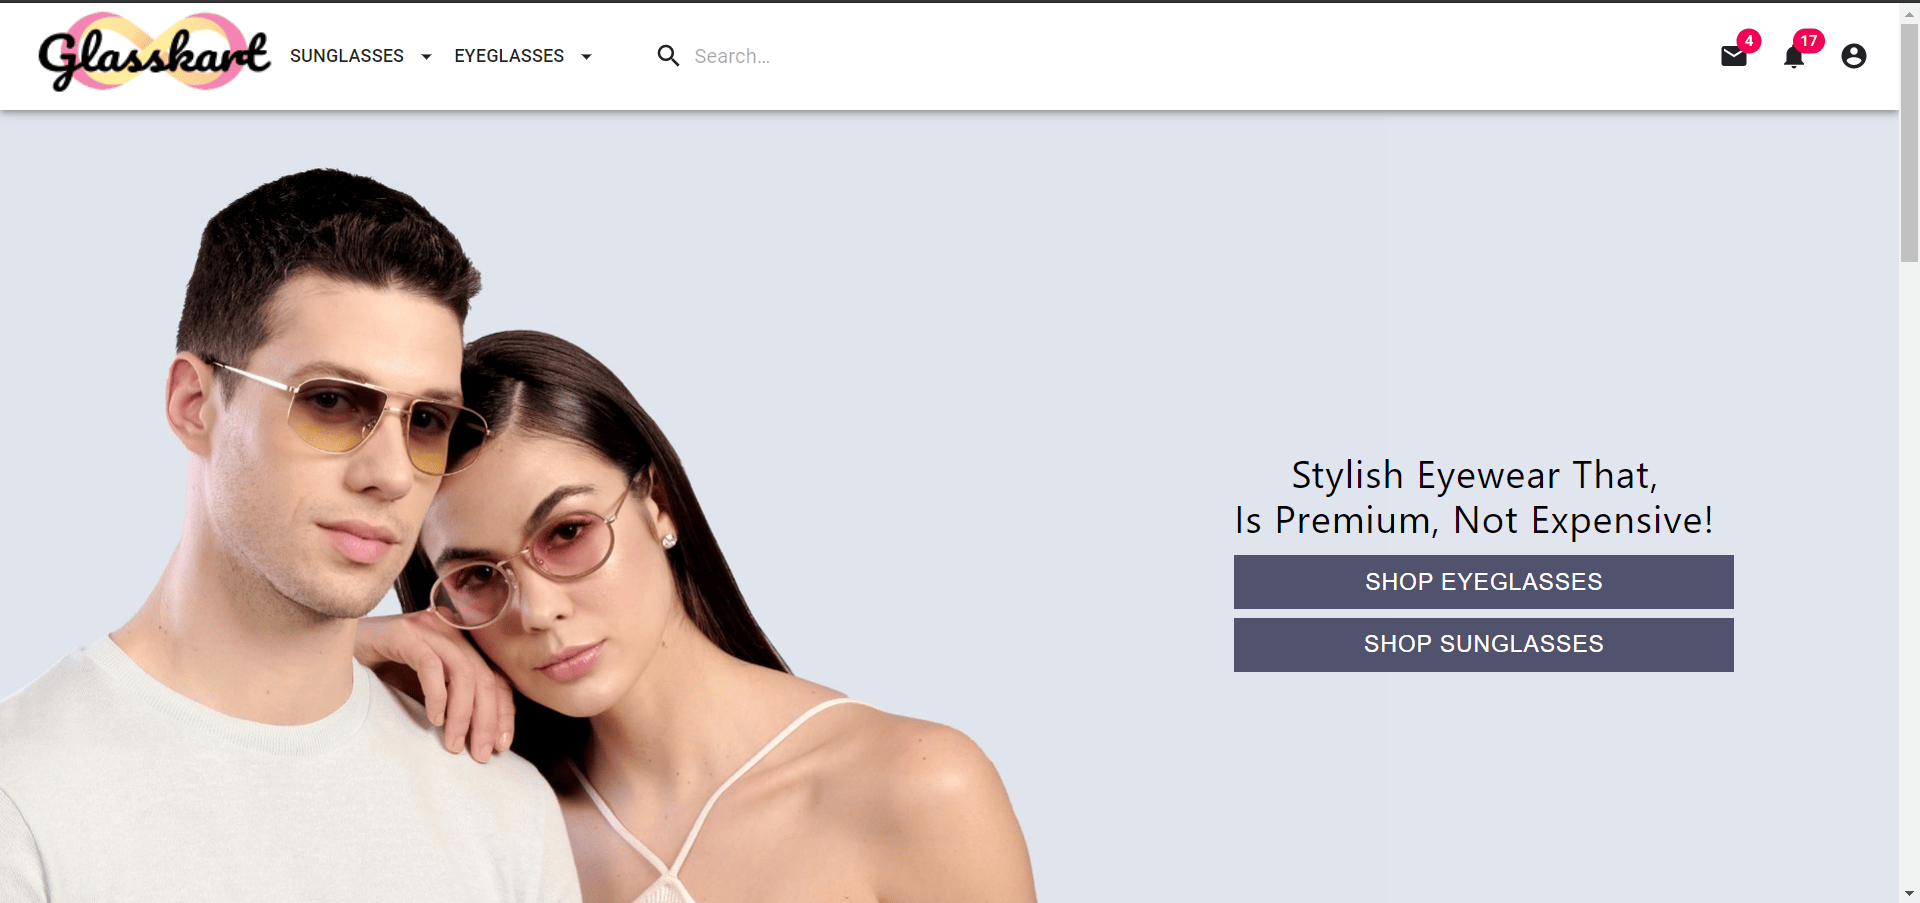 Glasskart
SUNGLASSES
EYEGLASSES
Search...
4
17
Stylish Eyewear That,
Is Premium, Not Expensive!
SHOP EYEGLASSES
SHOP SUNGLASSES